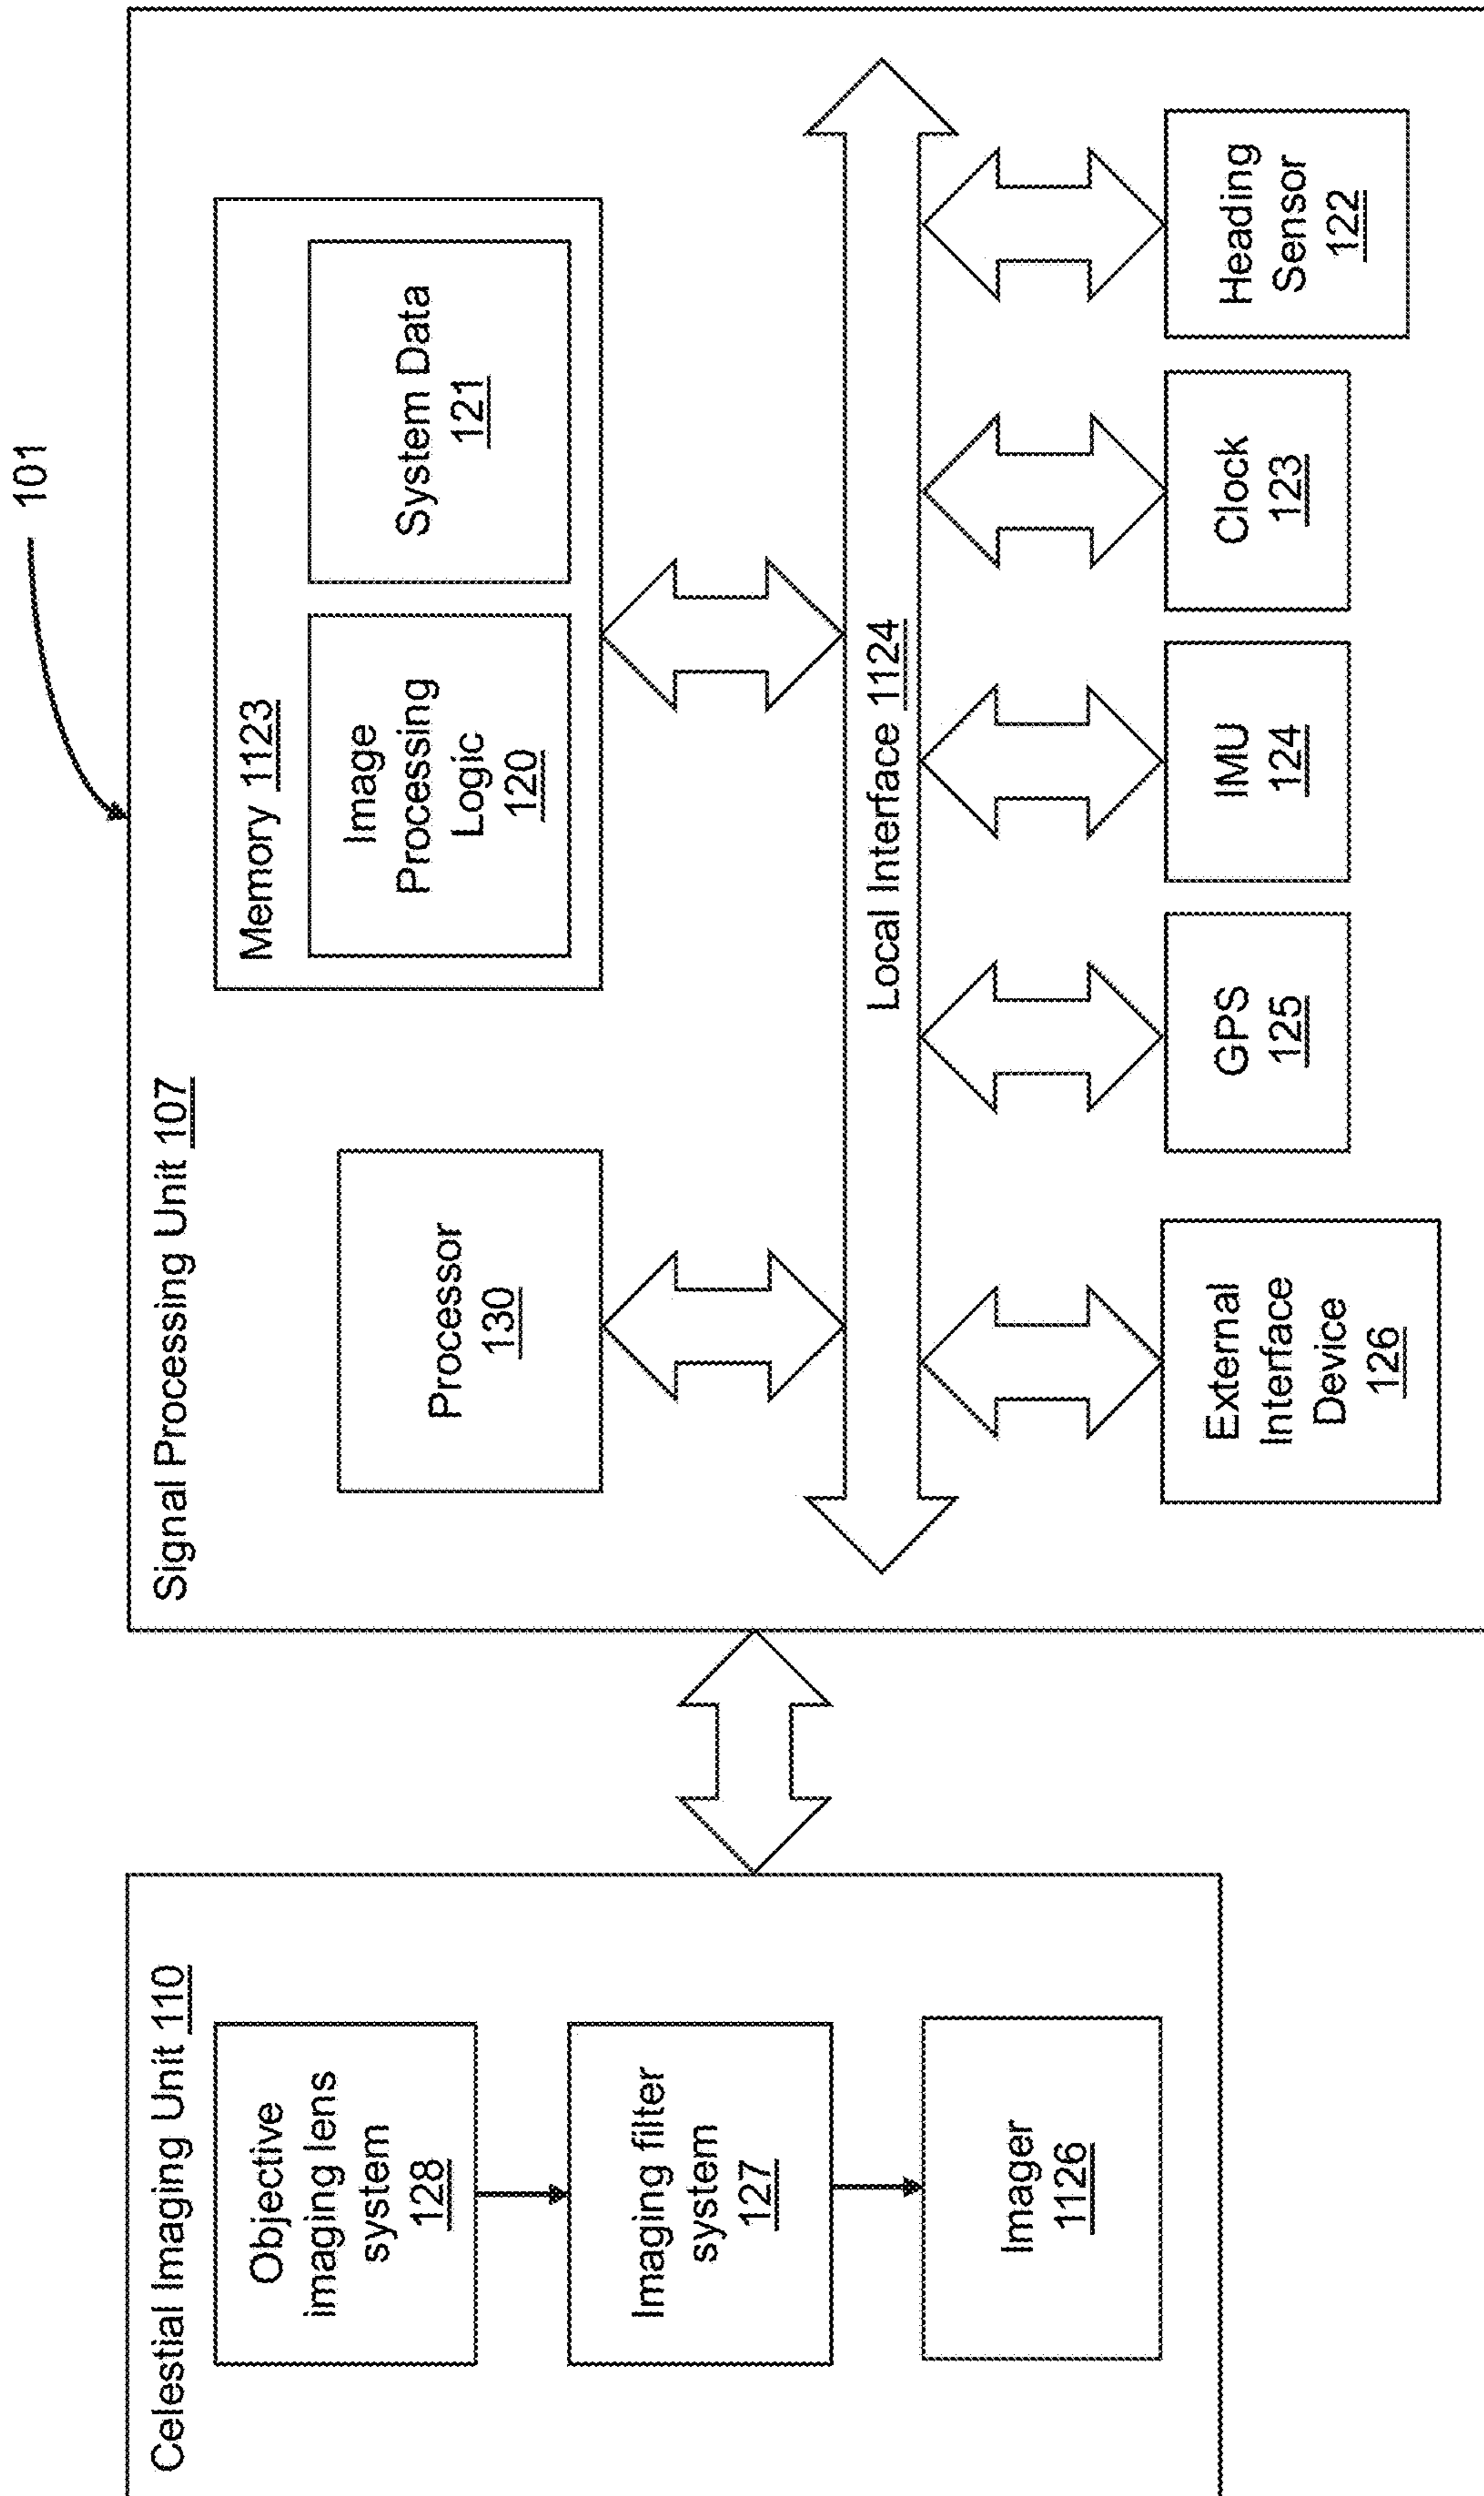 101
Celestial Imaging Unit 110
Objective
imaging lens
system
128
Imaging filter
system
127
Imager
1126
Signal Processing Unit 107
Processor
130
Memory 1123
Image
Processing
Logic
120
System Data
121
Local Interface 1124
External
Interface
Device
126
GPS
125
IMU
124
Clock
123
Heading
Sensor
122